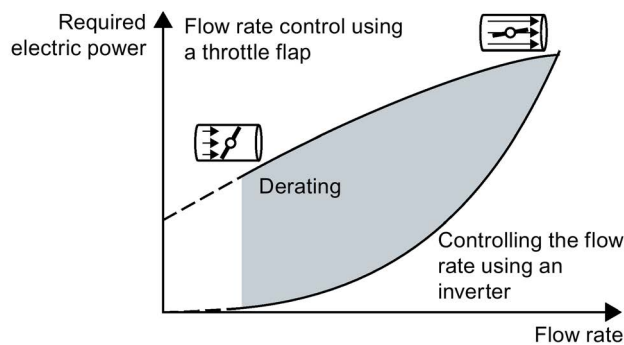 Required
electric power
Flow rate control using
a throttle flap
Derating
Controlling the flow
rate using an
inverter
Flow rate